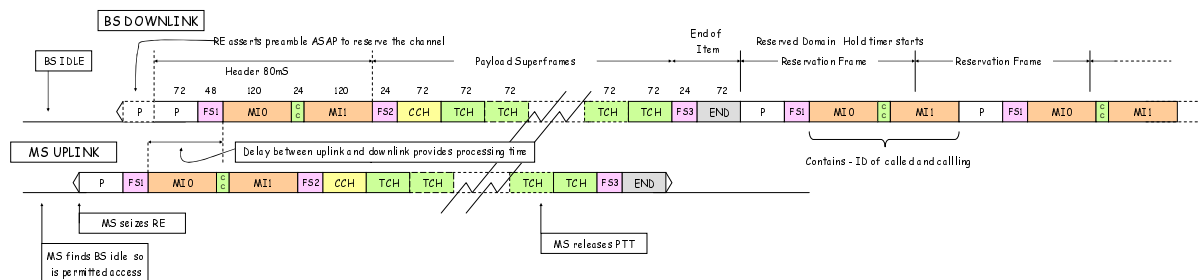 BS DOWNLINK
RE asserts preamble ASAP to reserve the channel
End of
Item
Reserved Domain Hold timer starts
BS IDLE
Payload Superframes
Reservation Frame
Reservation Frame
Header 80mS
72 48 120 24 120 24 72 72 72 72 72 24 72
P P FS1 MI0 CC MI1 FS2 CCH TCH TCH TCH TCH FS3 END P FS1 MI0 CC MI1 P FS1 MI0 CC MI1
MS UPLINK
Delay between uplink and downlink provides processing time
Contains - ID of called and callling
P FS1 MI0 CC MI1 FS2 CCH TCH TCH TCH TCH FS3 END
MS seizes RE
MS releases PTT
MS finds BS idle so
is permitted access